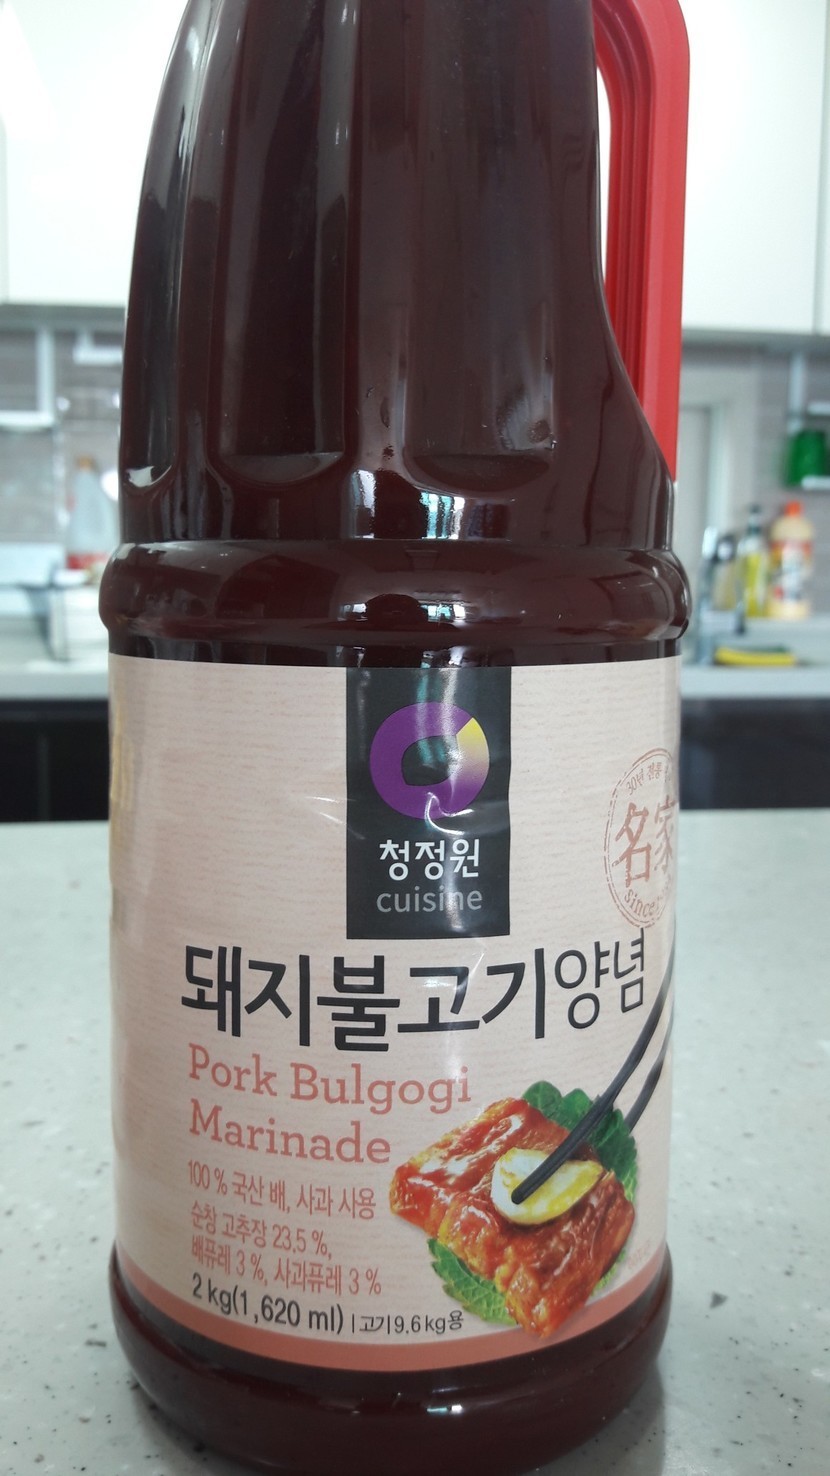 청정원
cuisine
名家
since
돼지불고기양념
Pork Bulgogi
Marinade
100 % 국산 배, 사과 사용
순창 고추장 23.5 %,
배퓨레 3 %, 사과퓨레 3 %
2 kg(1,620 ml) | 고기 9.6 kg용